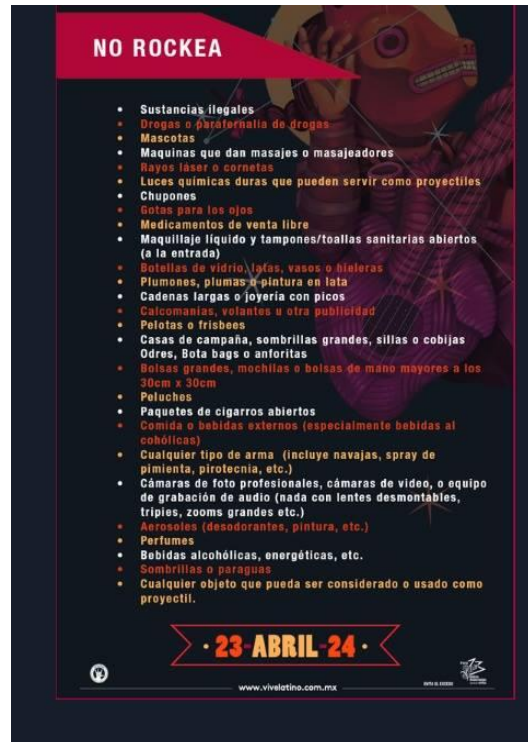 NO ROCKEA
• Sustancias ilegales
• Drogas o parafernalia de drogas
• Mascotas
• Maquinas que dan masajes o masajeadores
• Rayos láser o cornetas
• Luces químicas duras que pueden servir como proyectiles
• Chupones
• Gotas para los ojos
• Medicamentos de venta libre
• Maquillaje líquido y tampones/toallas sanitarias abiertos
(a la entrada)
• Botellas de vidrio, latas, vasos o hieleras
• Plumones, plumas o pintura en lata
• Cadenas largas o joyería con picos
• Calcomanías, volantes u otra publicidad
• Pelotas o frisbees
• Casas de campaña, sombrillas grandes, sillas o cobijas
Odres, Bota bags o anforitas
• Bolsas grandes, mochilas o bolsas de mano mayores a los
30cm x 30cm
• Peluches
• Paquetes de cigarros abiertos
• Comida o bebidas externos (especialmente bebidas al
cohólicas)
• Cualquier tipo de arma (incluye navajas, spray de
pimienta, pirotecnia, etc.)
• Cámaras de foto profesionales, cámaras de video, o equipo
de grabación de audio (nada con lentes desmontables,
tripies, zooms grandes etc.)
• Aerosoles (desodorantes, pintura, etc.)
• Perfumes
• Bebidas alcohólicas, energéticas, etc.
• Sombrillas o paraguas
• Cualquier objeto que pueda ser considerado o usado como
proyectil.
· 23-ABRIL-24 ·
www.vivelatino.com.mx